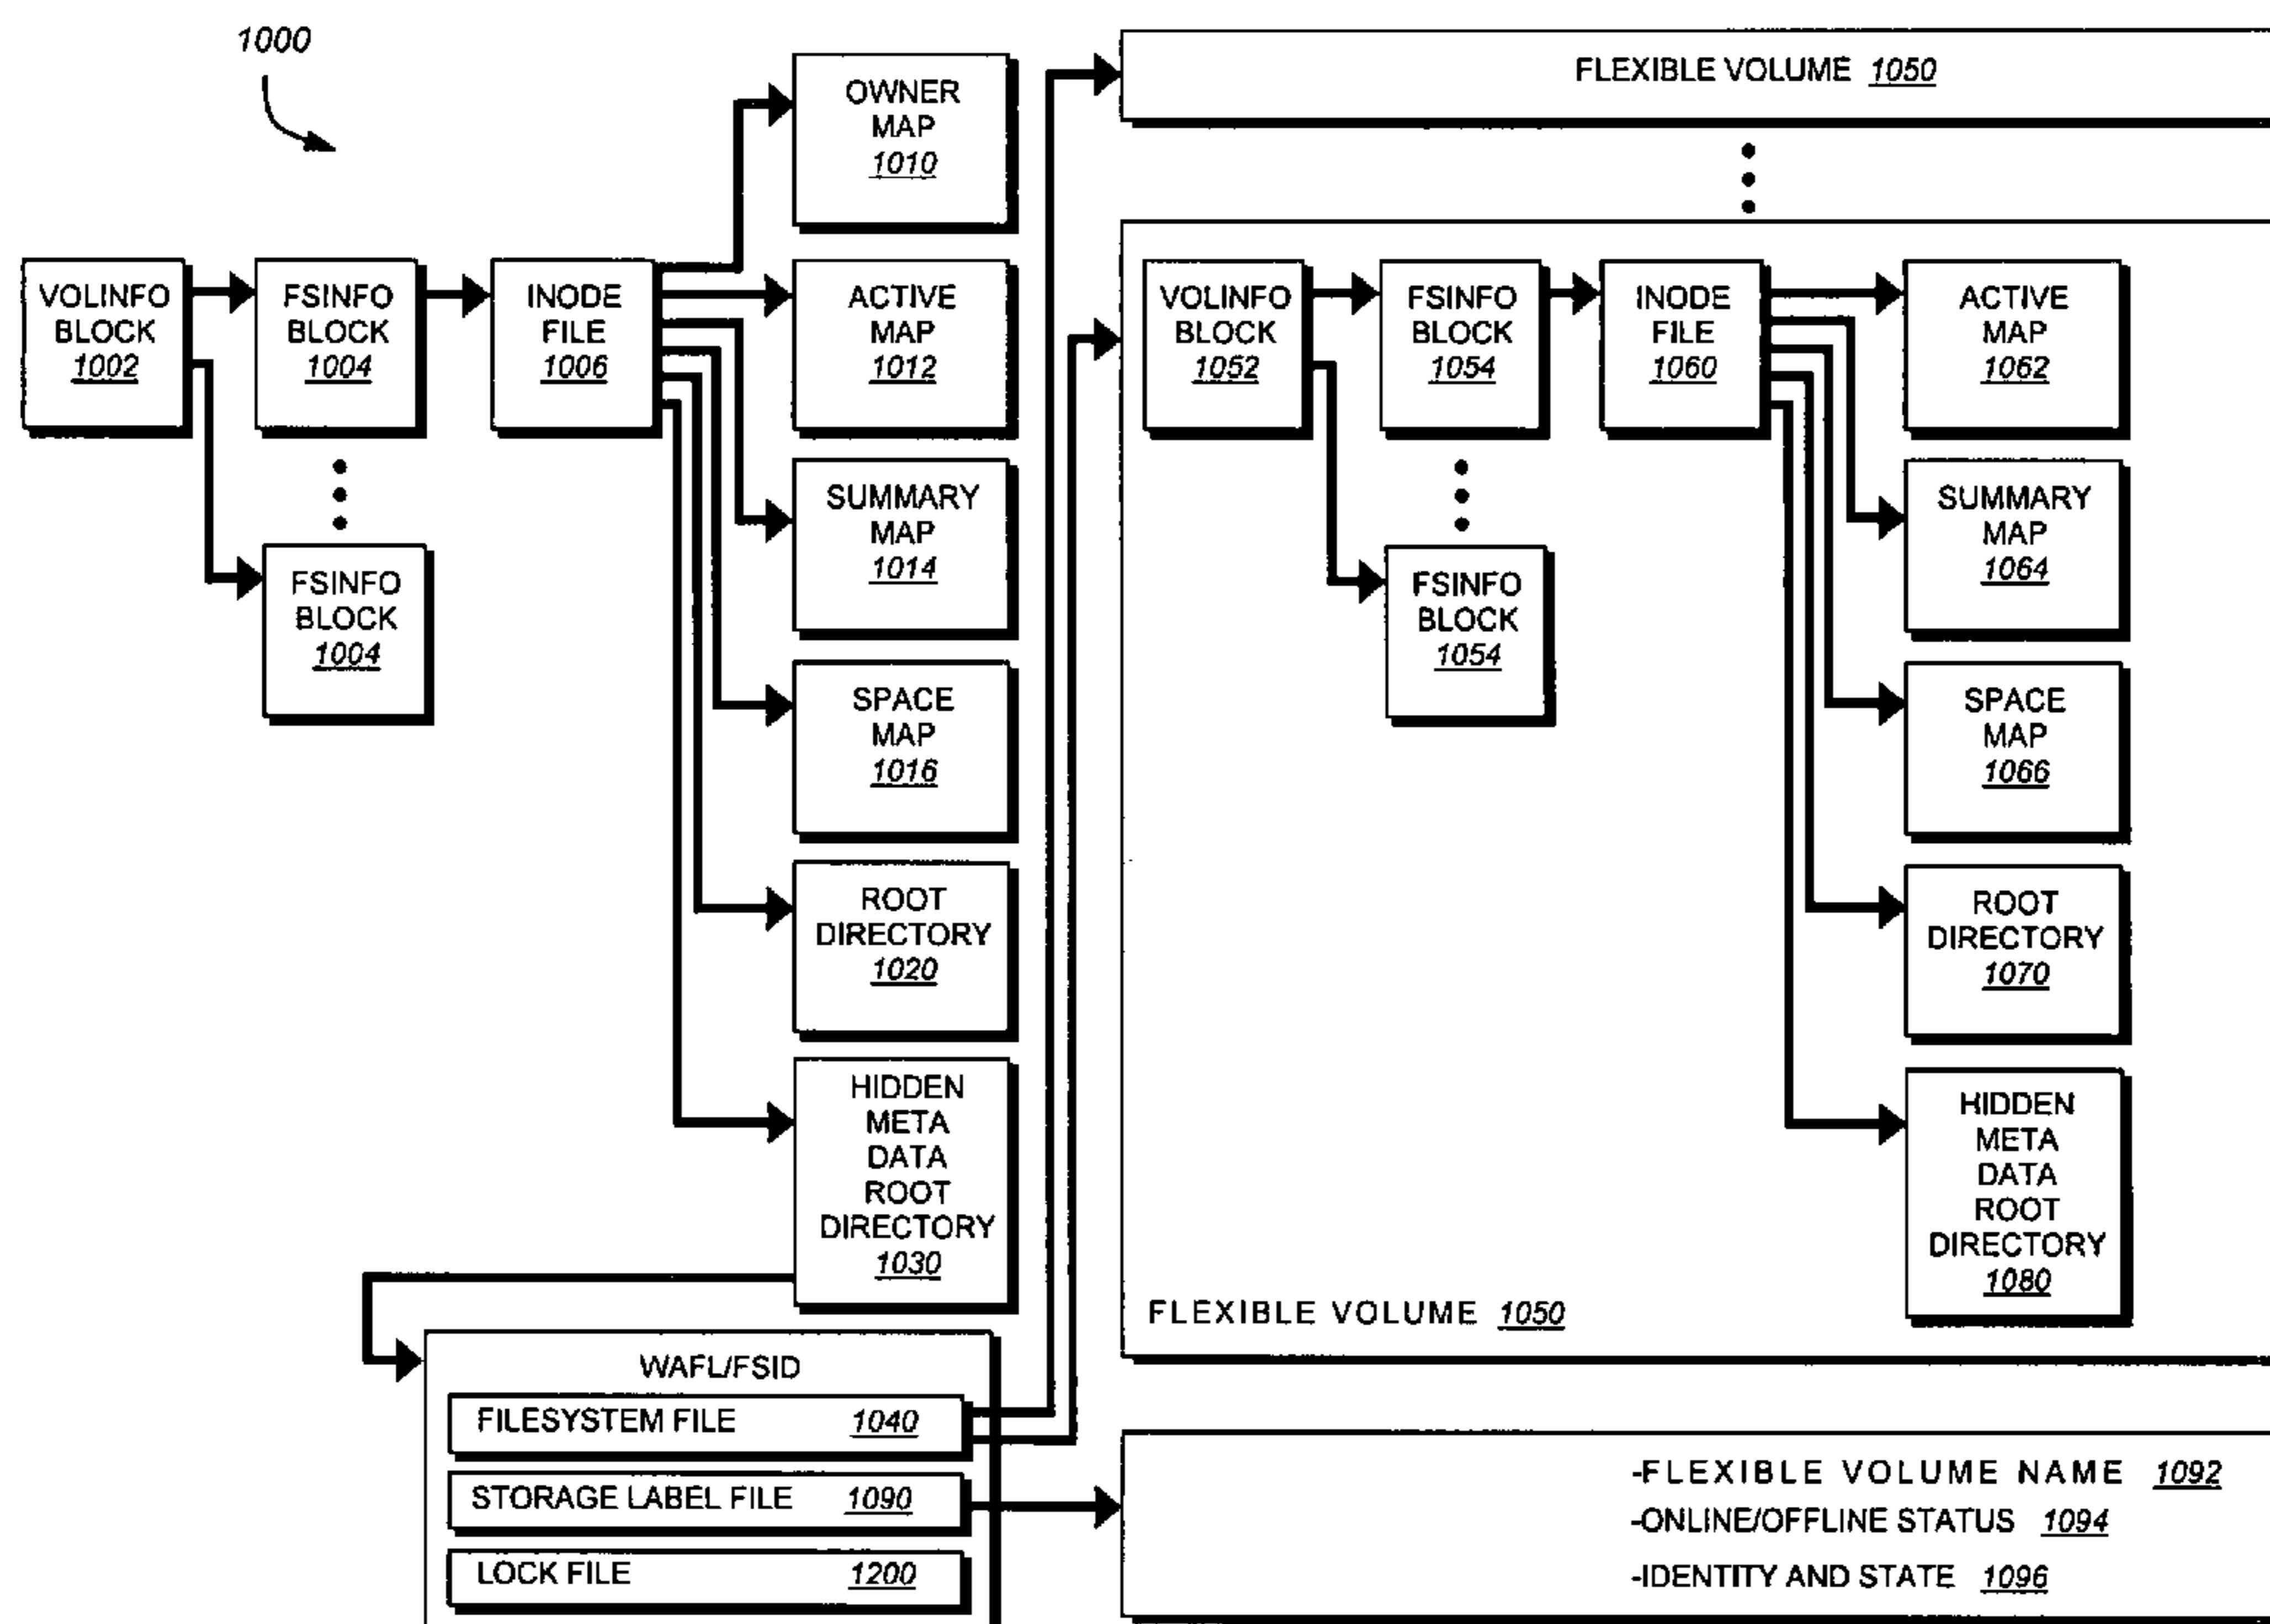 1000
OWNER
MAP
1010
FLEXIBLE VOLUME 1050
VOLINFO
BLOCK
1002
FSINFO
BLOCK
1004
INODE
FILE
1006
ACTIVE
MAP
1012
FSINFO
BLOCK
1004
SUMMARY
MAP
1014
SPACE
MAP
1016
ROOT
DIRECTORY
1020
HIDDEN
META
DATA
ROOT
DIRECTORY
1030
VOLINFO
BLOCK
1052
FSINFO
BLOCK
1054
INODE
FILE
1060
ACTIVE
MAP
1062
FSINFO
BLOCK
1054
SUMMARY
MAP
1064
SPACE
MAP
1066
ROOT
DIRECTORY
1070
HIDDEN
META
DATA
ROOT
DIRECTORY
1080
FLEXIBLE VOLUME 1050
WAFL/FSID
FILESYSTEM FILE 1040
STORAGE LABEL FILE 1090
LOCK FILE 1200
-FLEXIBLE VOLUME NAME 1092
-ONLINE/OFFLINE STATUS 1094
-IDENTITY AND STATE 1096